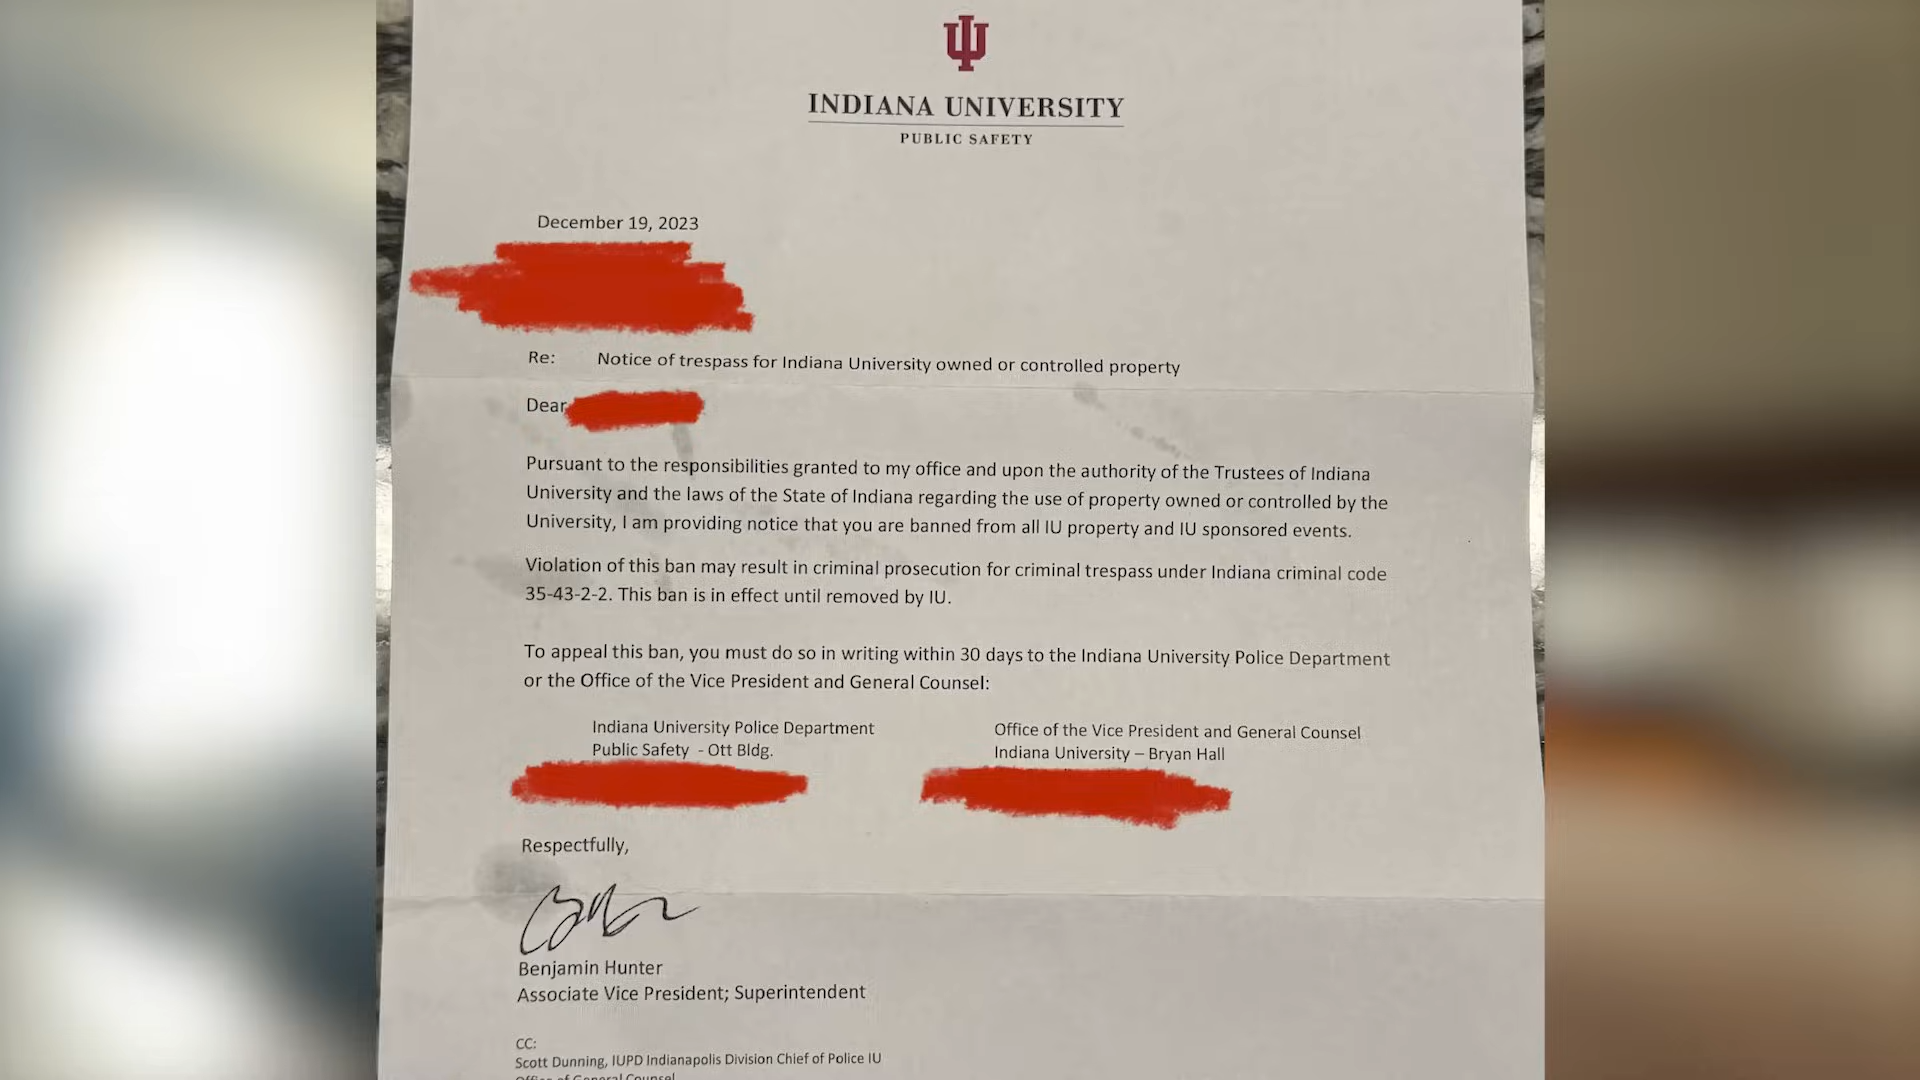 INDIANA UNIVERSITY
PUBLIC SAFETY
December 19, 2023
Re: Notice of trespass for Indiana University owned or controlled property
Dear
Pursuant to the responsibilities granted to my office and upon the authority of the Trustees of Indiana
University and the laws of the State of Indiana regarding the use of property owned or controlled by the
University, I am providing notice that you are banned from all IU property and IU sponsored events.
Violation of this ban may result in criminal prosecution for criminal trespass under Indiana criminal code
35-43-2-2. This ban is in effect until removed by IU.
To appeal this ban, you must do so in writing within 30 days to the Indiana University Police Department
or the Office of the Vice President and General Counsel:
Indiana University Police Department
Public Safety - Ott Bldg.
Office of the Vice President and General Counsel
Indiana University – Bryan Hall
Respectfully,
Benjamin Hunter
Associate Vice President; Superintendent
CC:
Scott Dunning, IUPD Indianapolis Division Chief of Police IU
Office of General Counsel